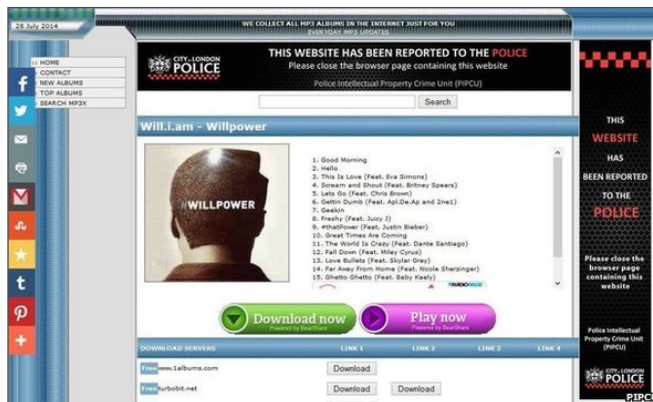 28 July 2014
WE COLLECT ALL MP3 ALBUMS IN THE INTERNET JUST FOR YOU
EVERYDAY MP3 UPDATES
HOME
CONTACT
NEW ALBUMS
TOP ALBUMS
SEARCH MP3X
CITY of LONDON
POLICE
THIS WEBSITE HAS BEEN REPORTED TO THE POLICE
Please close the browser page containing this website
Police Intellectual Property Crime Unit (PIPCU)
Search
Will.i.am - Willpower
#WILLPOWER
1. Good Morning
2. Hello
3. This Is Love (Feat. Eva Simons)
4. Scream and Shout (Feat. Britney Spears)
5. Lets Go (Feat. Chris Brown)
6. Gettin Dumb (Feat. Apl.De.Ap and 2ne1)
7. Geekin
8. Freshy (Feat. Juicy J)
9. #thatPower (Feat. Justin Bieber)
10. Great Times Are Coming
11. The World Is Crazy (Feat. Dante Santiago)
12. Fall Down (Feat. Miley Cyrus)
13. Love Bullets (Feat. Skylar Grey)
14. Far Away From Home (Feat. Nicole Sherzinger)
15. Ghetto Ghetto (Feat. Baby Kaely)
Download now
Powered by BearShare
Play now
Powered by BearShare
DOWNLOAD SERVERS LINK 1 LINK 2 LINK 3 LINK 4
Free www.1albums.com Download
Free turbobit.net Download Download
THIS
WEBSITE
HAS
BEEN REPORTED
TO THE
POLICE
Please close the
browser page
containing this
website
Police Intellectual
Property Crime Unit
(PIPCU)
CITY of LONDON
POLICE